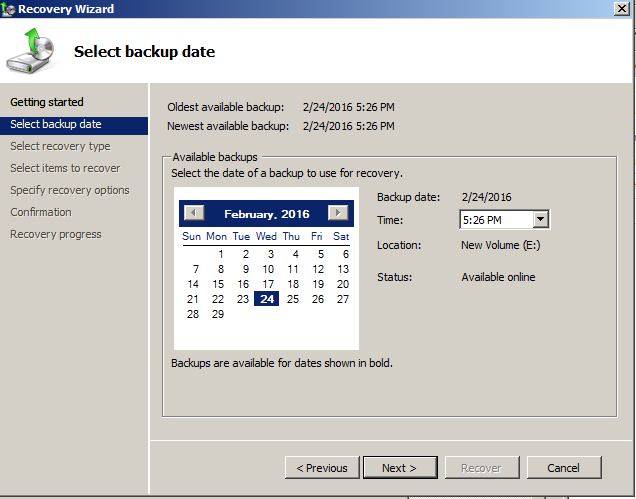 Recovery Wizard
Select backup date
Getting started
Select backup date
Select recovery type
Select items to recover
Specify recovery options
Confirmation
Recovery progress
Oldest available backup: 2/24/2016 5:26 PM
Newest available backup: 2/24/2016 5:26 PM
Available backups
Select the date of a backup to use for recovery.
February, 2016
Sun Mon Tue Wed Thu Fri Sat
1 2 3 4 5 6
7 8 9 10 11 12 13
14 15 16 17 18 19 20
21 22 23 24 25 26 27
28 29
Backup date: 2/24/2016
Time: 5:26 PM
Location: New Volume (E:)
Status: Available online
Backups are available for dates shown in bold.
< Previous Next > Recover Cancel